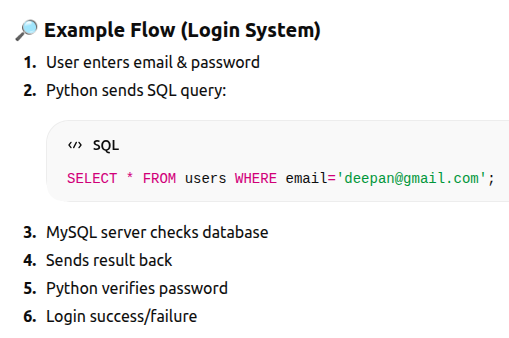 🔎 Example Flow (Login System)
1. User enters email & password
2. Python sends SQL query:
</> SQL
SELECT * FROM users WHERE email='deepan@gmail.com';
3. MySQL server checks database
4. Sends result back
5. Python verifies password
6. Login success/failure